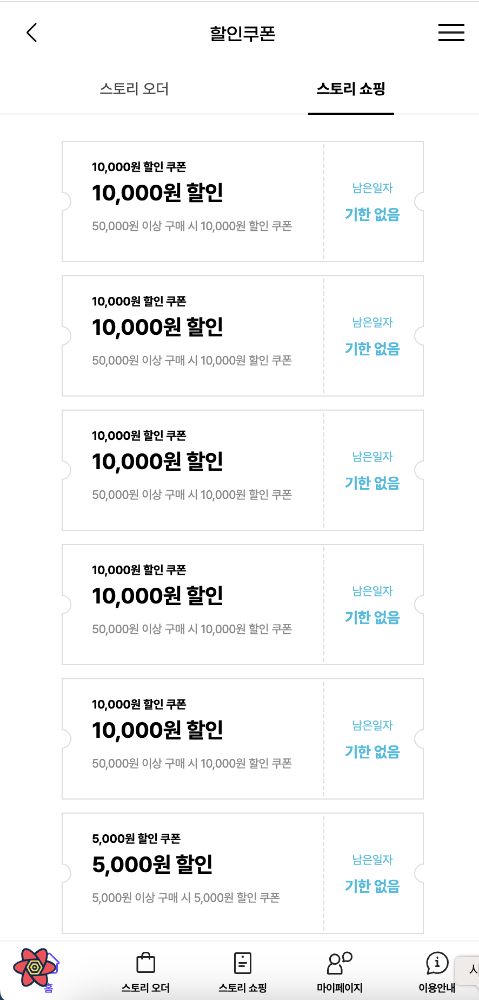 할인쿠폰
스토리 오더
스토리 쇼핑
10,000원 할인 쿠폰
10,000원 할인
50,000원 이상 구매 시 10,000원 할인 쿠폰
남은일자
기한 없음
10,000원 할인 쿠폰
10,000원 할인
50,000원 이상 구매 시 10,000원 할인 쿠폰
남은일자
기한 없음
10,000원 할인 쿠폰
10,000원 할인
50,000원 이상 구매 시 10,000원 할인 쿠폰
남은일자
기한 없음
10,000원 할인 쿠폰
10,000원 할인
50,000원 이상 구매 시 10,000원 할인 쿠폰
남은일자
기한 없음
10,000원 할인 쿠폰
10,000원 할인
50,000원 이상 구매 시 10,000원 할인 쿠폰
남은일자
기한 없음
5,000원 할인 쿠폰
5,000원 할인
5,000원 이상 구매 시 5,000원 할인 쿠폰
남은일자
기한 없음
홈
스토리 오더
스토리 쇼핑
마이페이지
이용안내